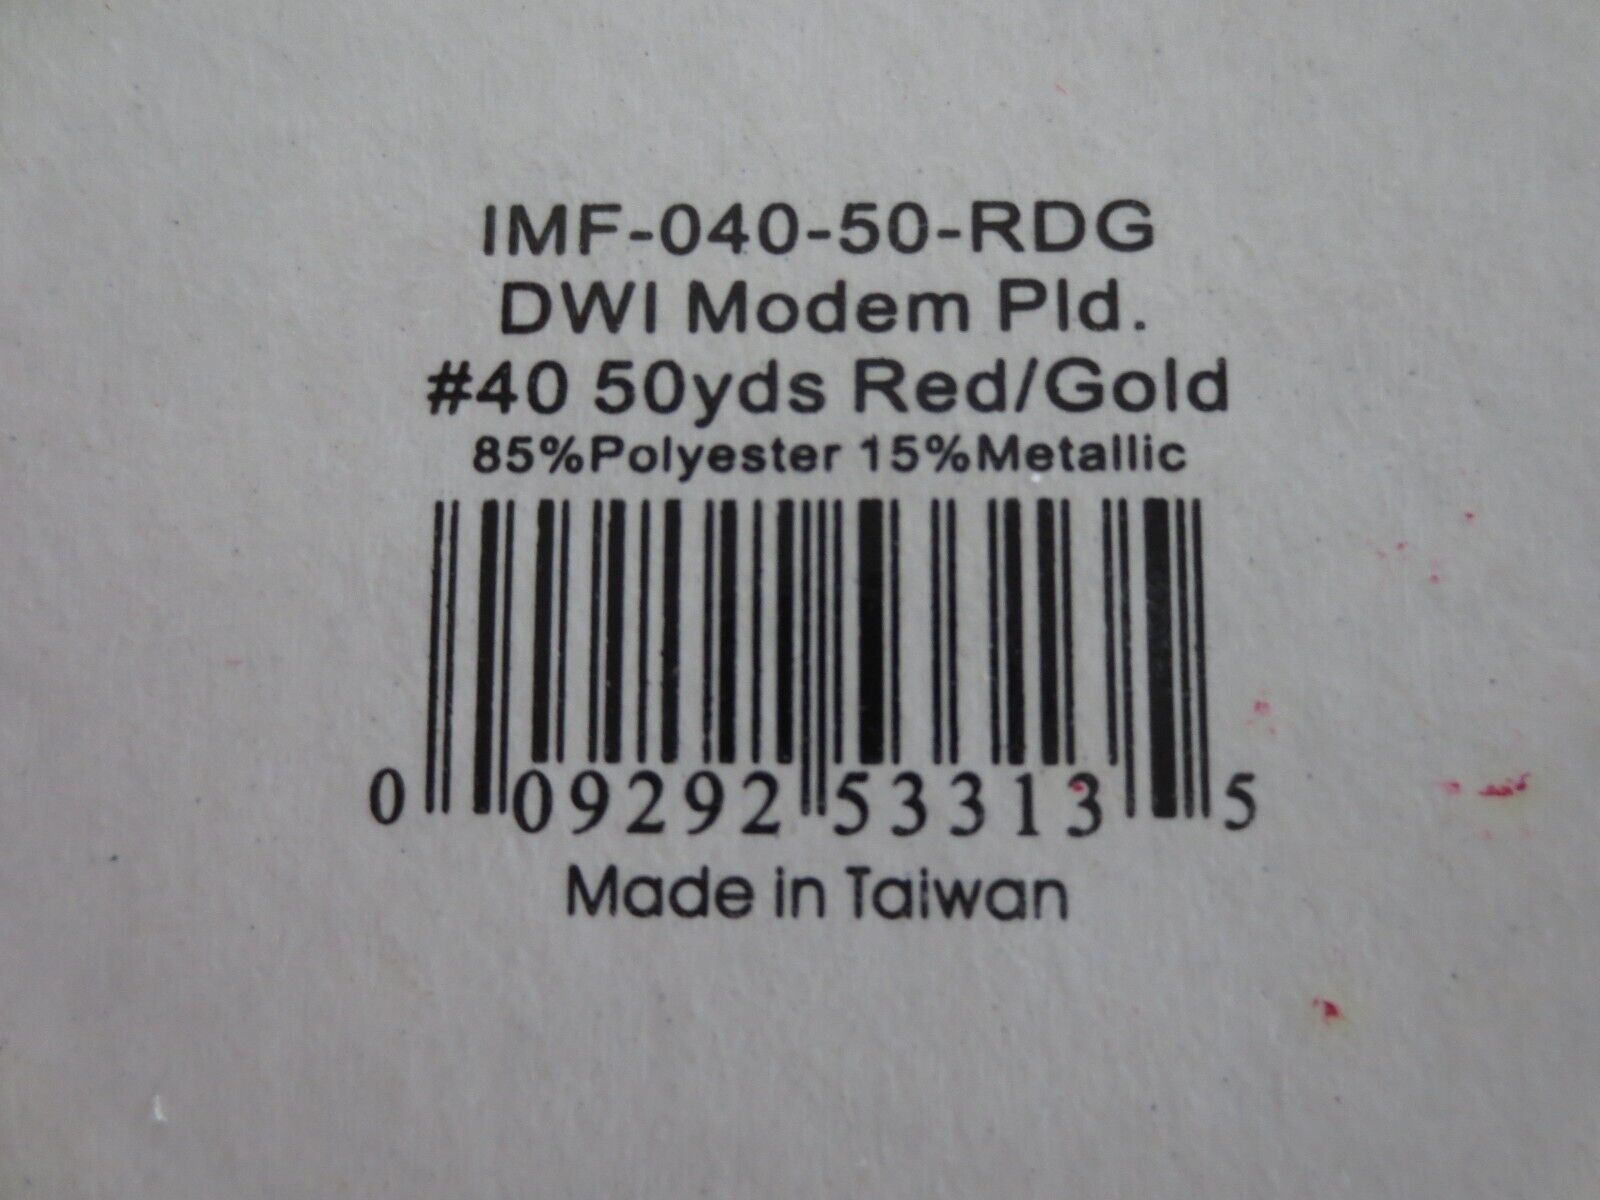 IMF-040-50-RDG
DWI Modem Pld.
#40 50yds Red/Gold
85%Polyester 15%Metallic
0 09292 53313 5
Made in Taiwan